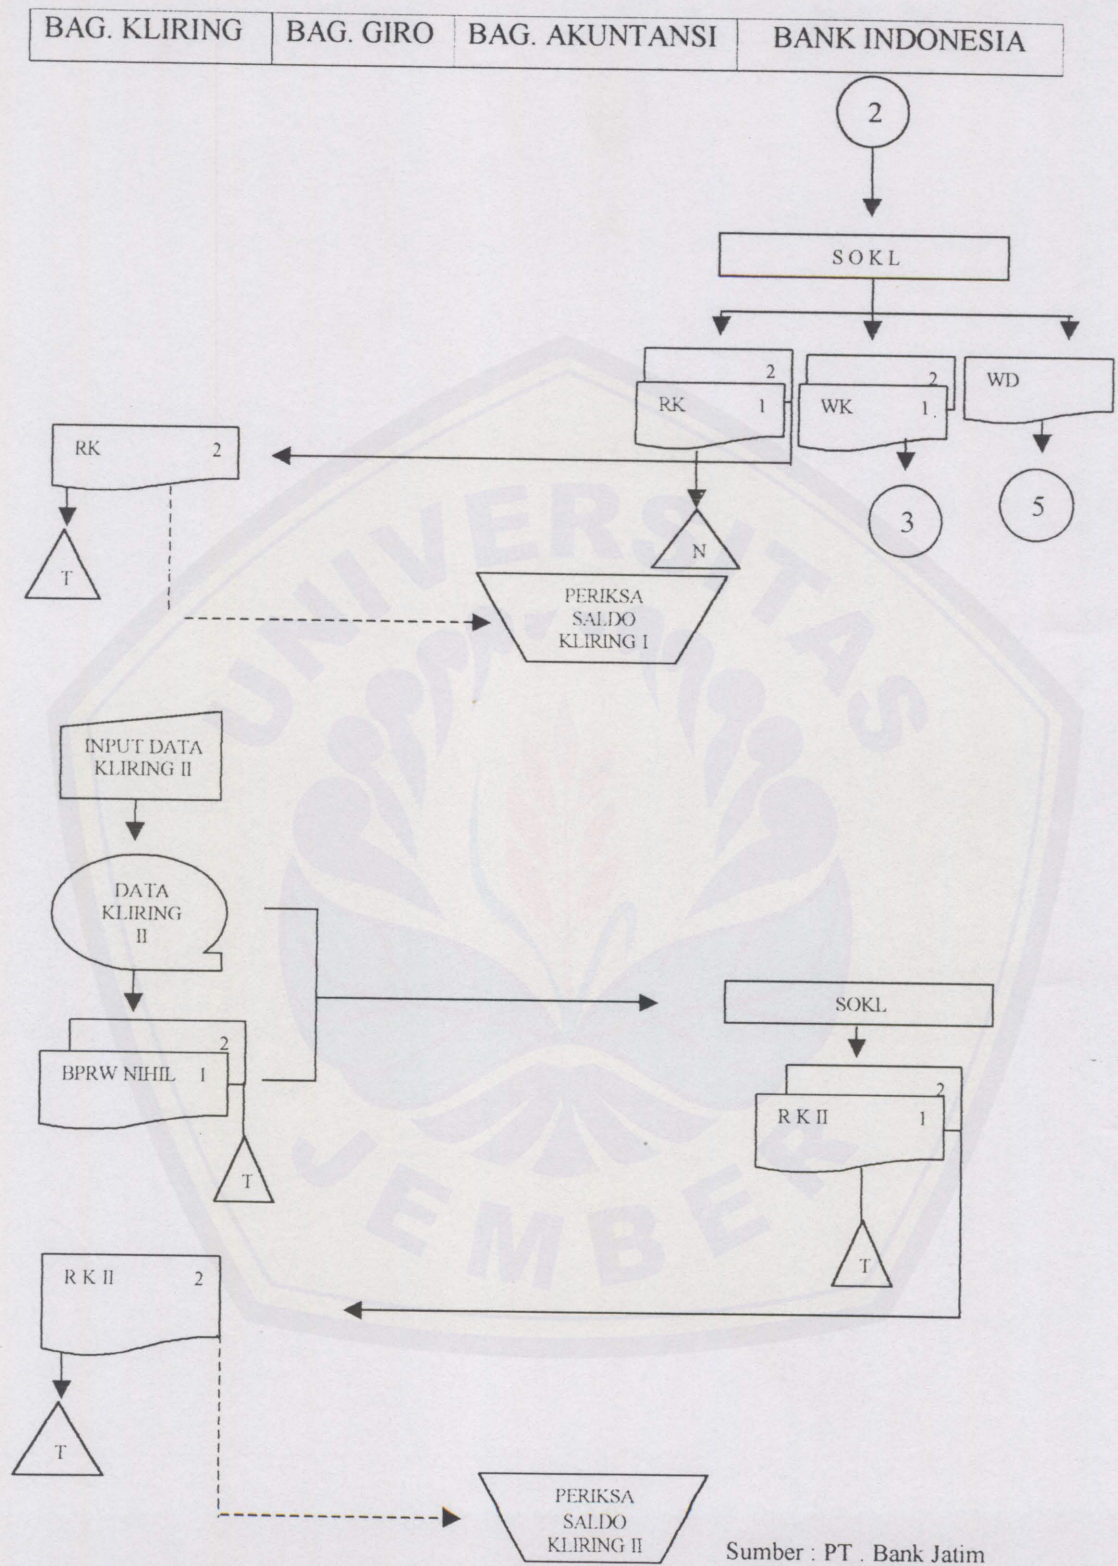 BAG. KLIRING BAG. GIRO BAG. AKUNTANSI BANK INDONESIA
2
S O K L
2
RK 1
2
WK 1.
WD
RK 2
3
5
T
N
PERIKSA
SALDO
KLIRING I
INPUT DATA
KLIRING II
DATA
KLIRING
II
SOKL
2
BPRW NIHIL 1
2
R K II 1
T
T
R K II 2
T
PERIKSA
SALDO
KLIRING II
Sumber : PT . Bank Jatim
UNIVERSITAS
JEMBER